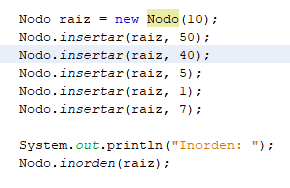 Nodo raiz = new Nodo(10);
Nodo.insertar(raiz, 50);
Nodo.insertar(raiz, 40);
Nodo.insertar(raiz, 5);
Nodo.insertar(raiz, 1);
Nodo.insertar(raiz, 7);
System.out.println("Inorden: ");
Nodo.inorden(raiz);